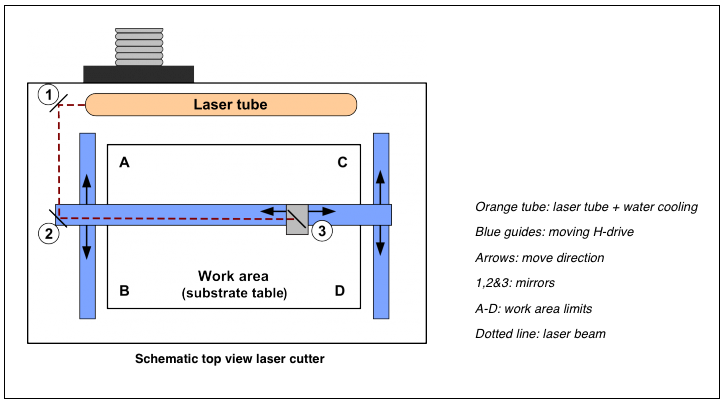 1
Laser tube
A
C
2
3
Work area
(substrate table)
B
D
Schematic top view laser cutter
Orange tube: laser tube + water cooling
Blue guides: moving H-drive
Arrows: move direction
1,2&3: mirrors
A-D: work area limits
Dotted line: laser beam